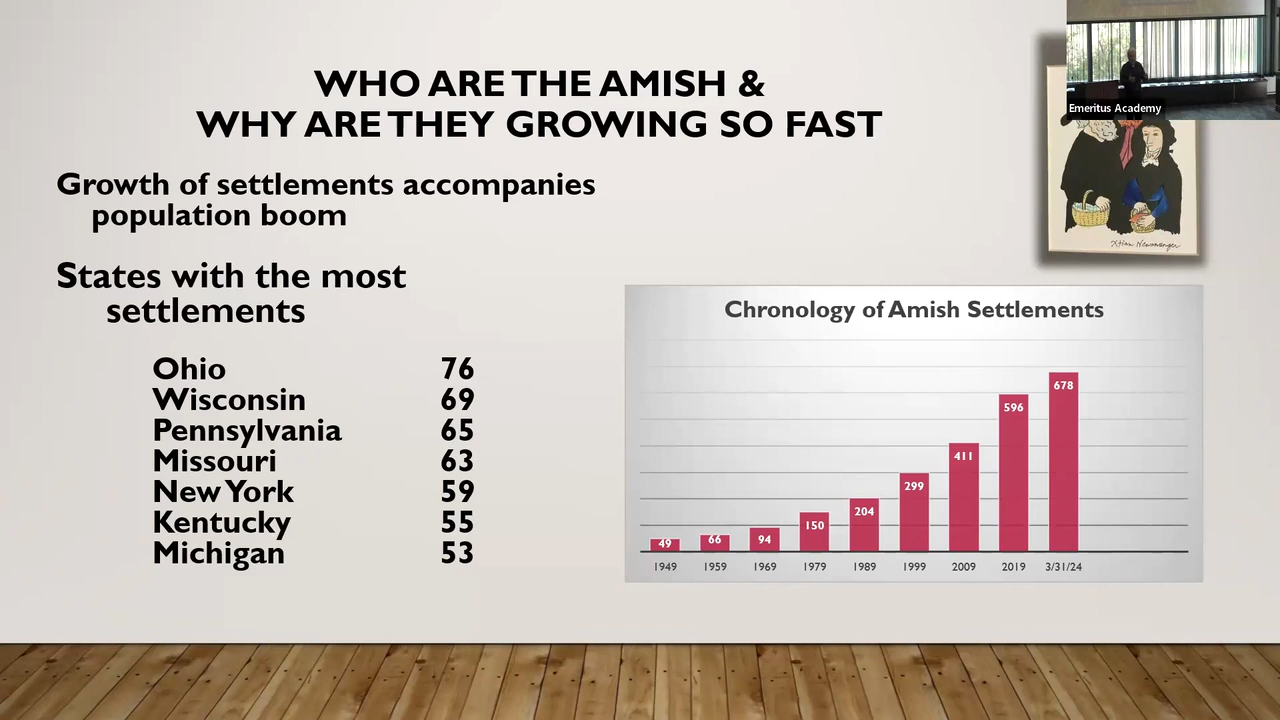 WHO ARE THE AMISH &
WHY ARE THEY GROWING SO FAST
Emeritus Academy
Growth of settlements accompanies
population boom
States with the most
settlements
Ohio 76
Wisconsin 69
Pennsylvania 65
Missouri 63
New York 59
Kentucky 55
Michigan 53
Chronology of Amish Settlements
49 66 94 150 204 299 411 596 678
1949 1959 1969 1979 1989 1999 2009 2019 3/31/24